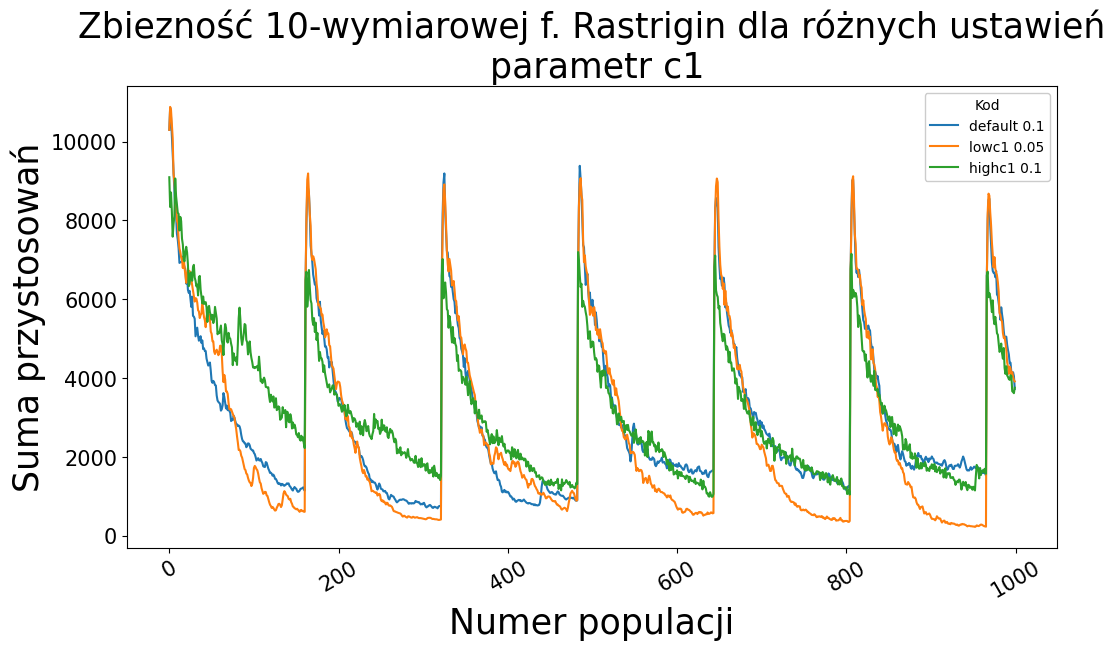 Zbiezność 10-wymiarowej f. Rastrigin dla różnych ustawień
parametr c1
Kod
default 0.1
lowc1 0.05
highc1 0.1
Suma przystosowań
10000
8000
6000
4000
2000
0
0
200
400
600
800
1000
Numer populacji